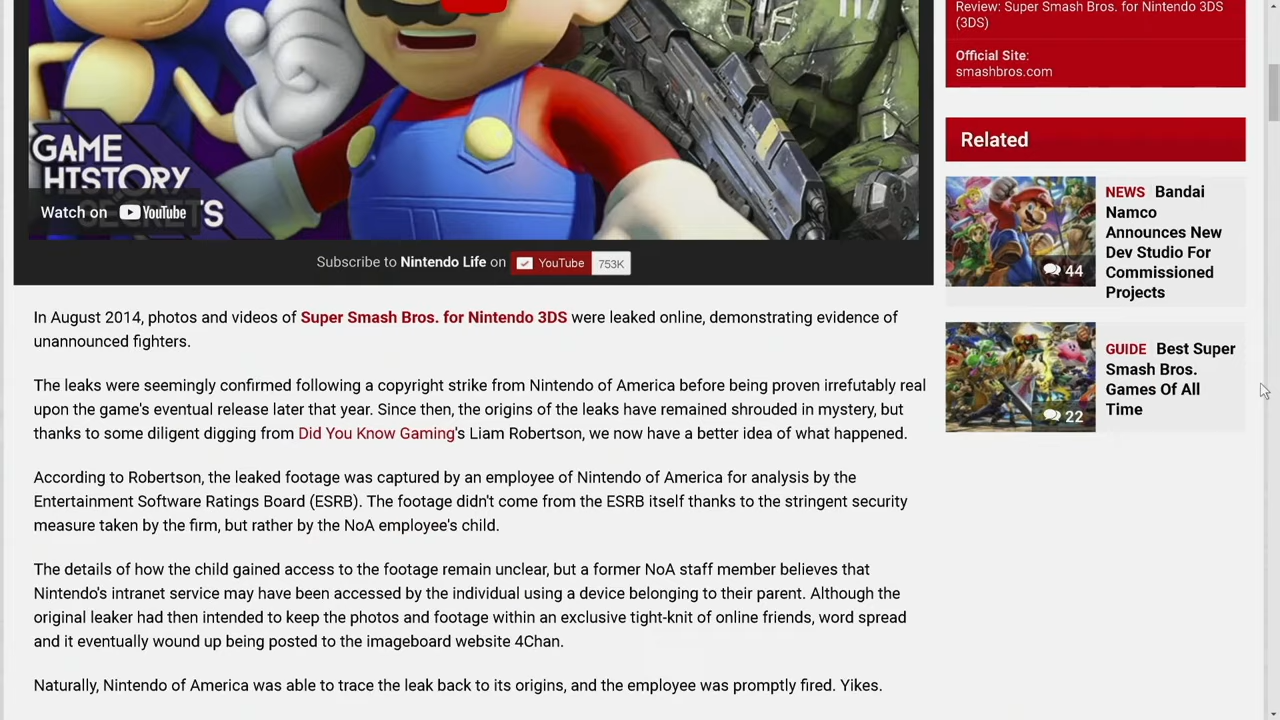 Review: Super Smash Bros. for Nintendo 3DS
(3DS)
Official Site:
smashbros.com
GAME
HISTORY
Watch on YouTube
Subscribe to Nintendo Life on YouTube 753K
In August 2014, photos and videos of Super Smash Bros. for Nintendo 3DS were leaked online, demonstrating evidence of
unannounced fighters.
The leaks were seemingly confirmed following a copyright strike from Nintendo of America before being proven irrefutably real
upon the game's eventual release later that year. Since then, the origins of the leaks have remained shrouded in mystery, but
thanks to some diligent digging from Did You Know Gaming's Liam Robertson, we now have a better idea of what happened.
According to Robertson, the leaked footage was captured by an employee of Nintendo of America for analysis by the
Entertainment Software Ratings Board (ESRB). The footage didn't come from the ESRB itself thanks to the stringent security
measure taken by the firm, but rather by the NoA employee's child.
The details of how the child gained access to the footage remain unclear, but a former NoA staff member believes that
Nintendo's intranet service may have been accessed by the individual using a device belonging to their parent. Although the
original leaker had then intended to keep the photos and footage within an exclusive tight-knit of online friends, word spread
and it eventually wound up being posted to the imageboard website 4Chan.
Naturally, Nintendo of America was able to trace the leak back to its origins, and the employee was promptly fired. Yikes.
Related
NEWS Bandai
Namco
Announces New
Dev Studio For
Commissioned
Projects
44
GUIDE Best Super
Smash Bros.
Games Of All
Time
22